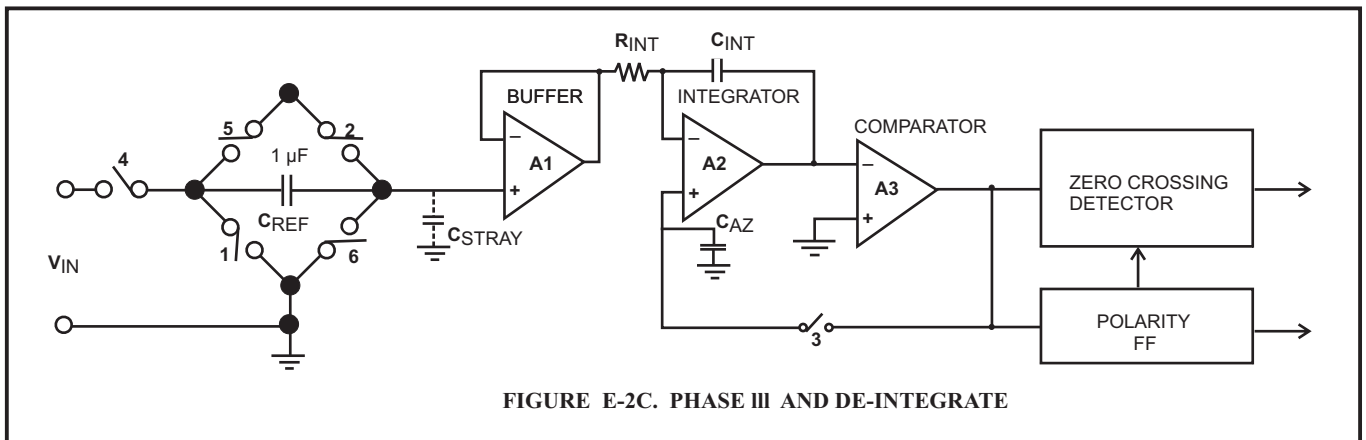 RINT
CINT
BUFFER
INTEGRATOR
COMPARATOR
5
2
4
1 µF
–
A1
+
–
A2
+
–
A3
+
ZERO CROSSING
DETECTOR
CREF
CSTRAY
CAZ
1
6
VIN
3
POLARITY
FF
FIGURE E-2C. PHASE III AND DE-INTEGRATE